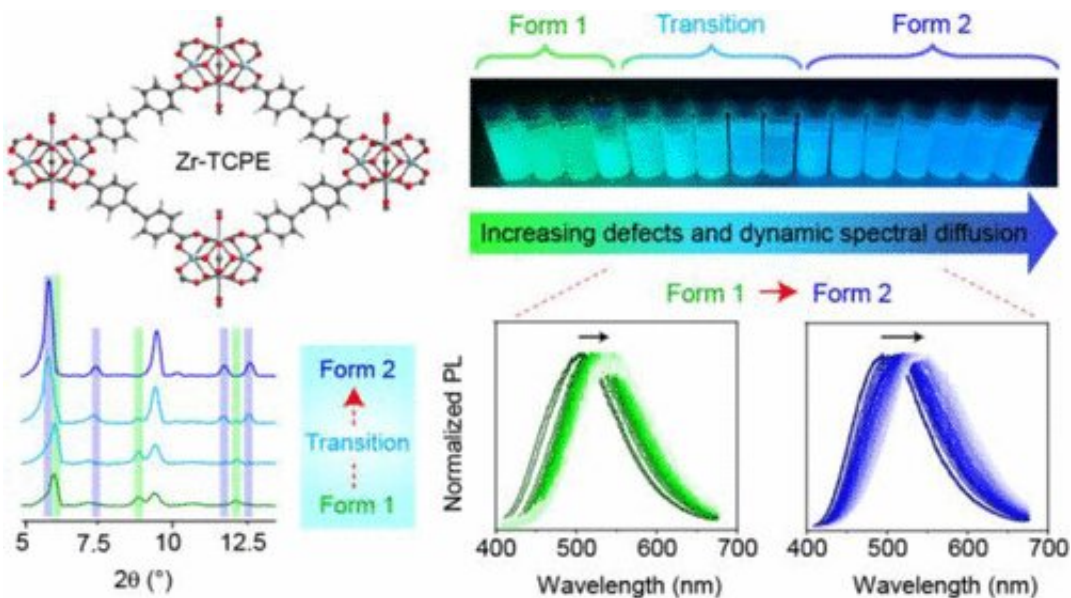 Zr-TCPE
Form 1
Transition
Form 2
Increasing defects and dynamic spectral diffusion
Form 1
Form 2
Form 2
Transition
Form 1
5
7.5
10
12.5
2θ (°)
Normalized PL
400
500
600
700
Wavelength (nm)
400
500
600
700
Wavelength (nm)